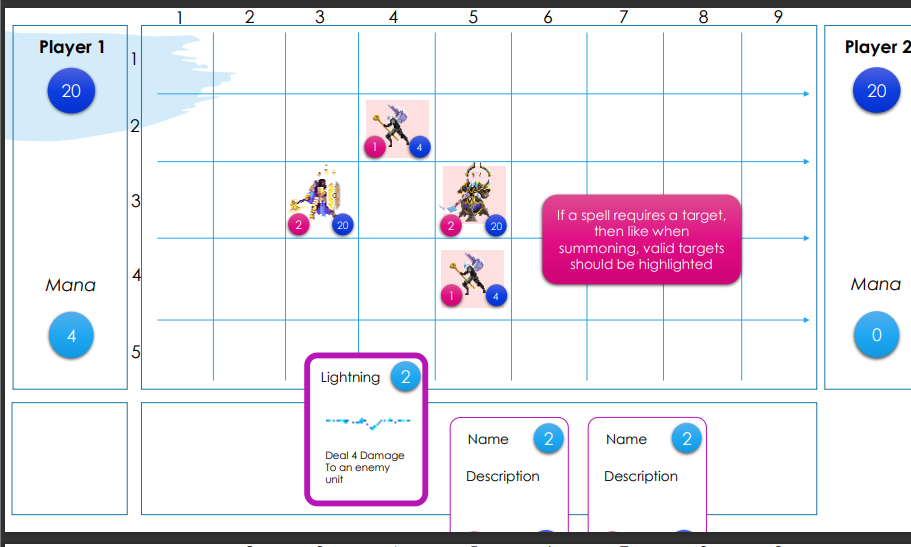 1 2 3 4 5 6 7 8 9
Player 1
20
Player 2
20
1
2
1 4
3
2 20
2 20
If a spell requires a target,
then like when
summoning, valid targets
should be highlighted
4
1 4
Mana
4
Mana
0
5
Lightning 2
Deal 4 Damage
To an enemy
unit
Name 2
Description
Name 2
Description